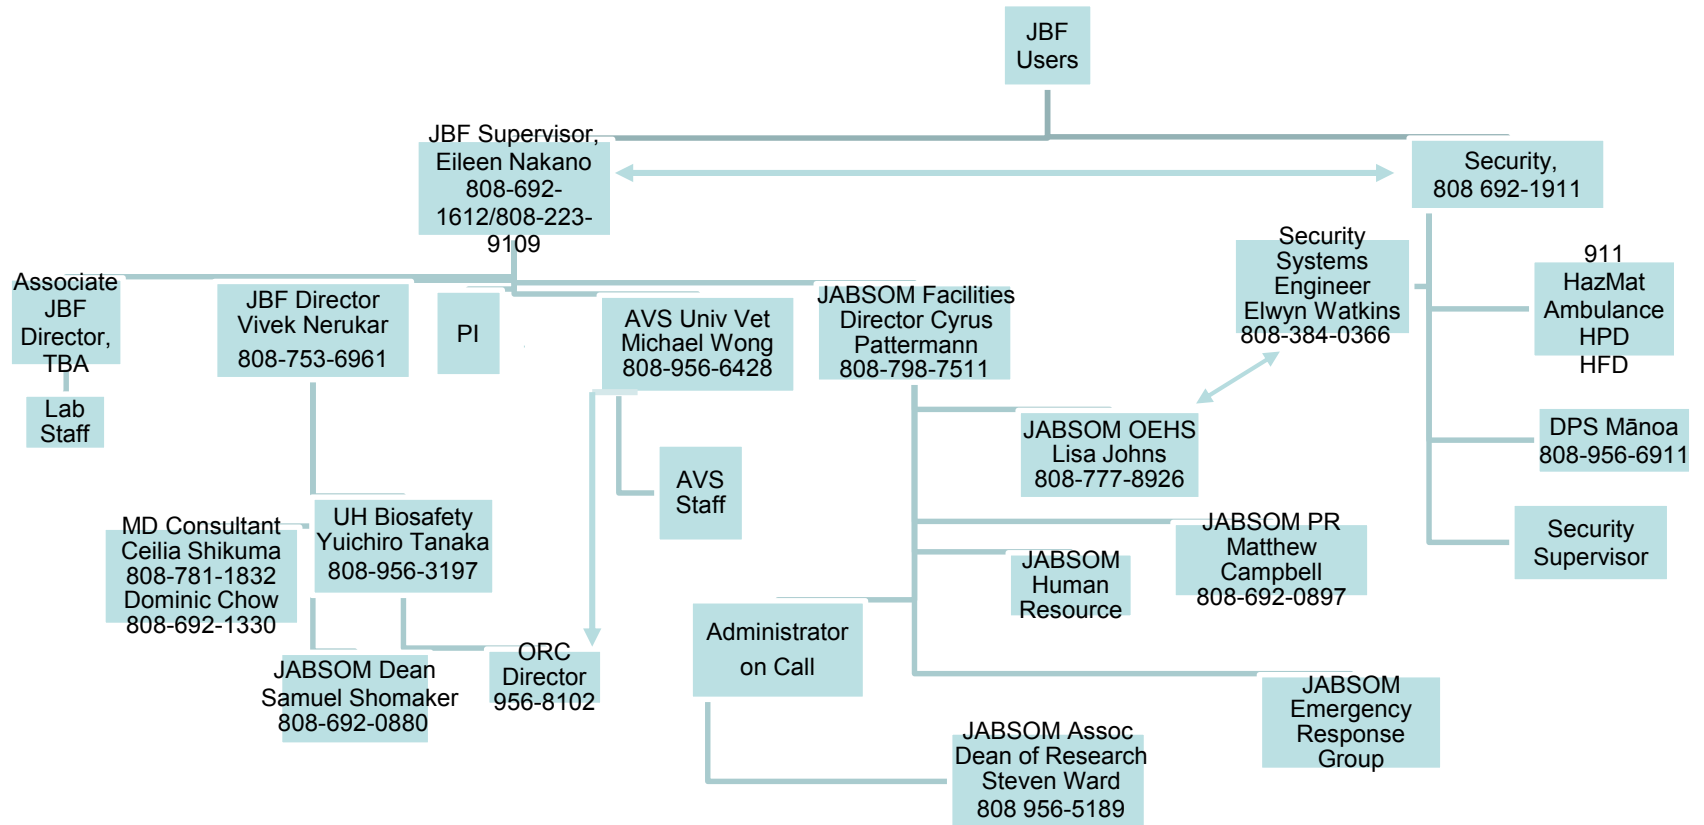 JBF
Users
JBF Supervisor,
Eileen Nakano
808-692-
1612/808-223-
9109
Security,
808 692-1911
Security
Systems
Engineer
Elwyn Watkins
808-384-0366
911
HazMat
Ambulance
HPD
HFD
Associate
JBF
Director,
TBA
JBF Director
Vivek Nerukar
808-753-6961
PI
AVS Univ Vet
Michael Wong
808-956-6428
JABSOM Facilities
Director Cyrus
Pattermann
808-798-7511
Lab
Staff
JABSOM OEHS
Lisa Johns
808-777-8926
DPS Mānoa
808-956-6911
AVS
Staff
MD Consultant
Ceilia Shikuma
808-781-1832
Dominic Chow
808-692-1330
UH Biosafety
Yuichiro Tanaka
808-956-3197
JABSOM
Human
Resource
JABSOM PR
Matthew
Campbell
808-692-0897
Security
Supervisor
Administrator
on Call
JABSOM Dean
Samuel Shomaker
808-692-0880
ORC
Director
956-8102
JABSOM
Emergency
Response
Group
JABSOM Assoc
Dean of Research
Steven Ward
808 956-5189